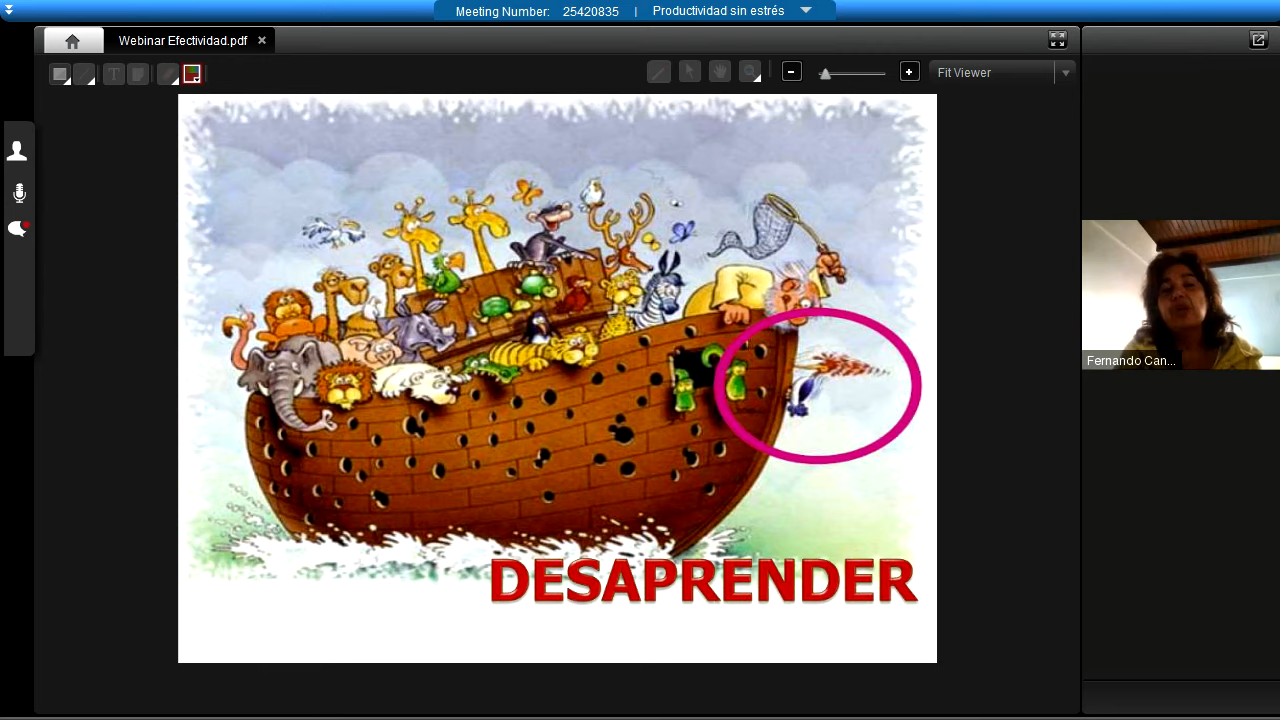 Meeting Number: 25420835 | Productividad sin estrés
Webinar Efectividad.pdf
T
Fit Viewer
DESAPRENDER
Fernando Can...